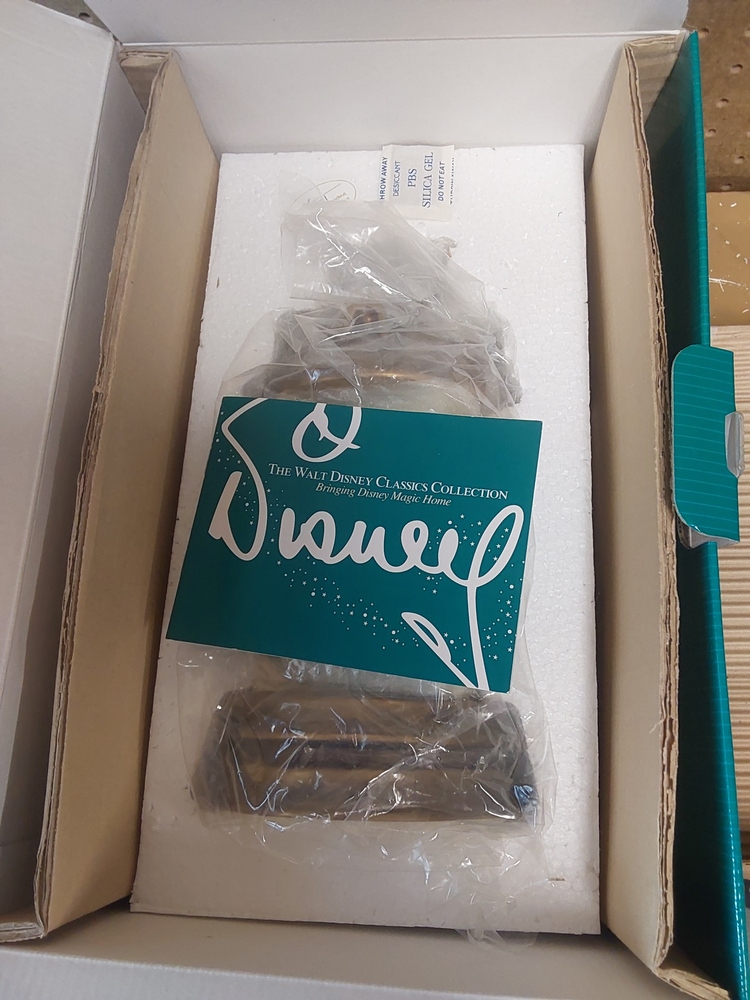 THROW AWAY
DESICCANT
PBS
SILICA GEL
DO NOT EAT
THE WALT DISNEY CLASSICS COLLECTION
Bringing Disney Magic Home
Disney